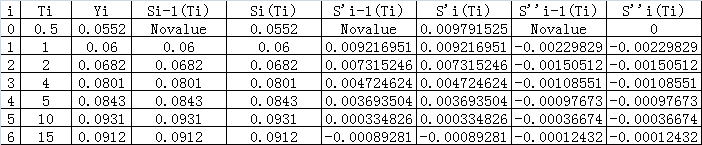 i Ti Yi Si-1(Ti) Si(Ti) S'i-1(Ti) S'i(Ti) S''i-1(Ti) S''i(Ti)
0 0.5 0.0552 Novalue 0.0552 Novalue 0.009791525 Novalue 0
1 1 0.06 0.06 0.06 0.009216951 0.009216951 -0.00229829 -0.00229829
2 2 0.0682 0.0682 0.0682 0.007315246 0.007315246 -0.00150512 -0.00150512
3 4 0.0801 0.0801 0.0801 0.004724624 0.004724624 -0.00108551 -0.00108551
4 5 0.0843 0.0843 0.0843 0.003693504 0.003693504 -0.00097673 -0.00097673
5 10 0.0931 0.0931 0.0931 0.000334826 0.000334826 -0.00036674 -0.00036674
6 15 0.0912 0.0912 0.0912 -0.00089281 -0.00089281 -0.00012432 -0.00012432